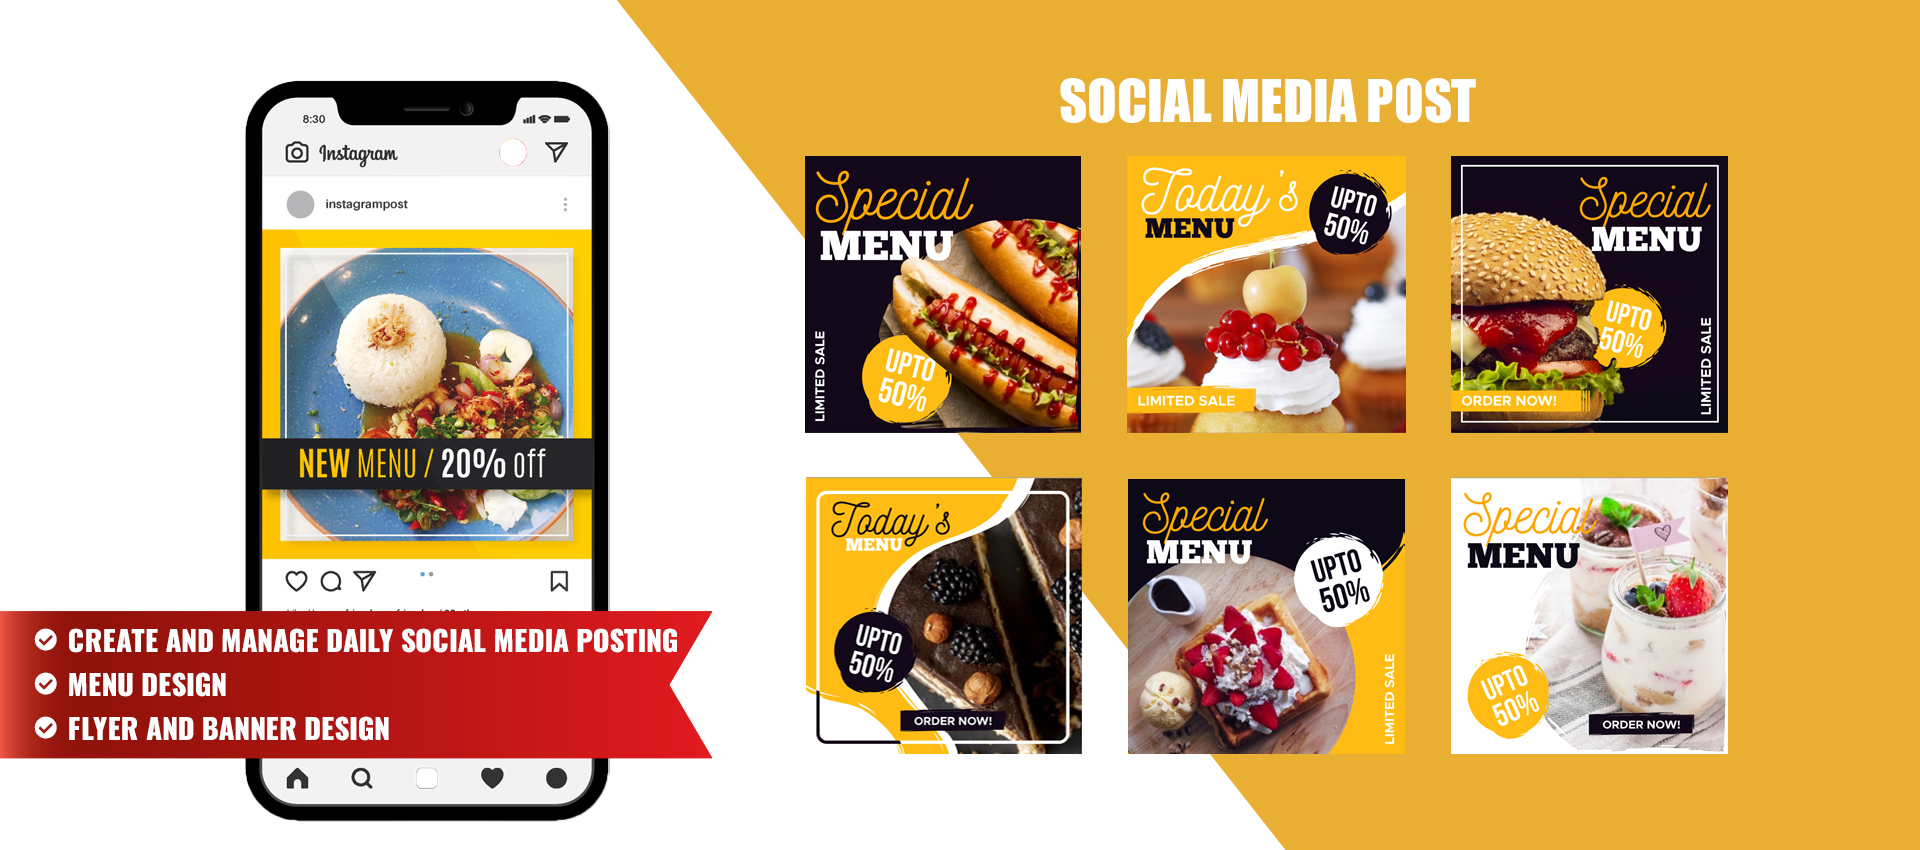 8:30
Instagram
instagrampost
NEW MENU / 20% off
CREATE AND MANAGE DAILY SOCIAL MEDIA POSTING
MENU DESIGN
FLYER AND BANNER DESIGN
SOCIAL MEDIA POST
Special
MENU
UPTO
50%
LIMITED SALE
Today's
MENU
UPTO
50%
LIMITED SALE
Special
MENU
UPTO
50%
ORDER NOW!
LIMITED SALE
Today's
MENU
UPTO
50%
ORDER NOW!
Special
MENU
UPTO
50%
LIMITED SALE
Special
MENU
UPTO
50%
ORDER NOW!